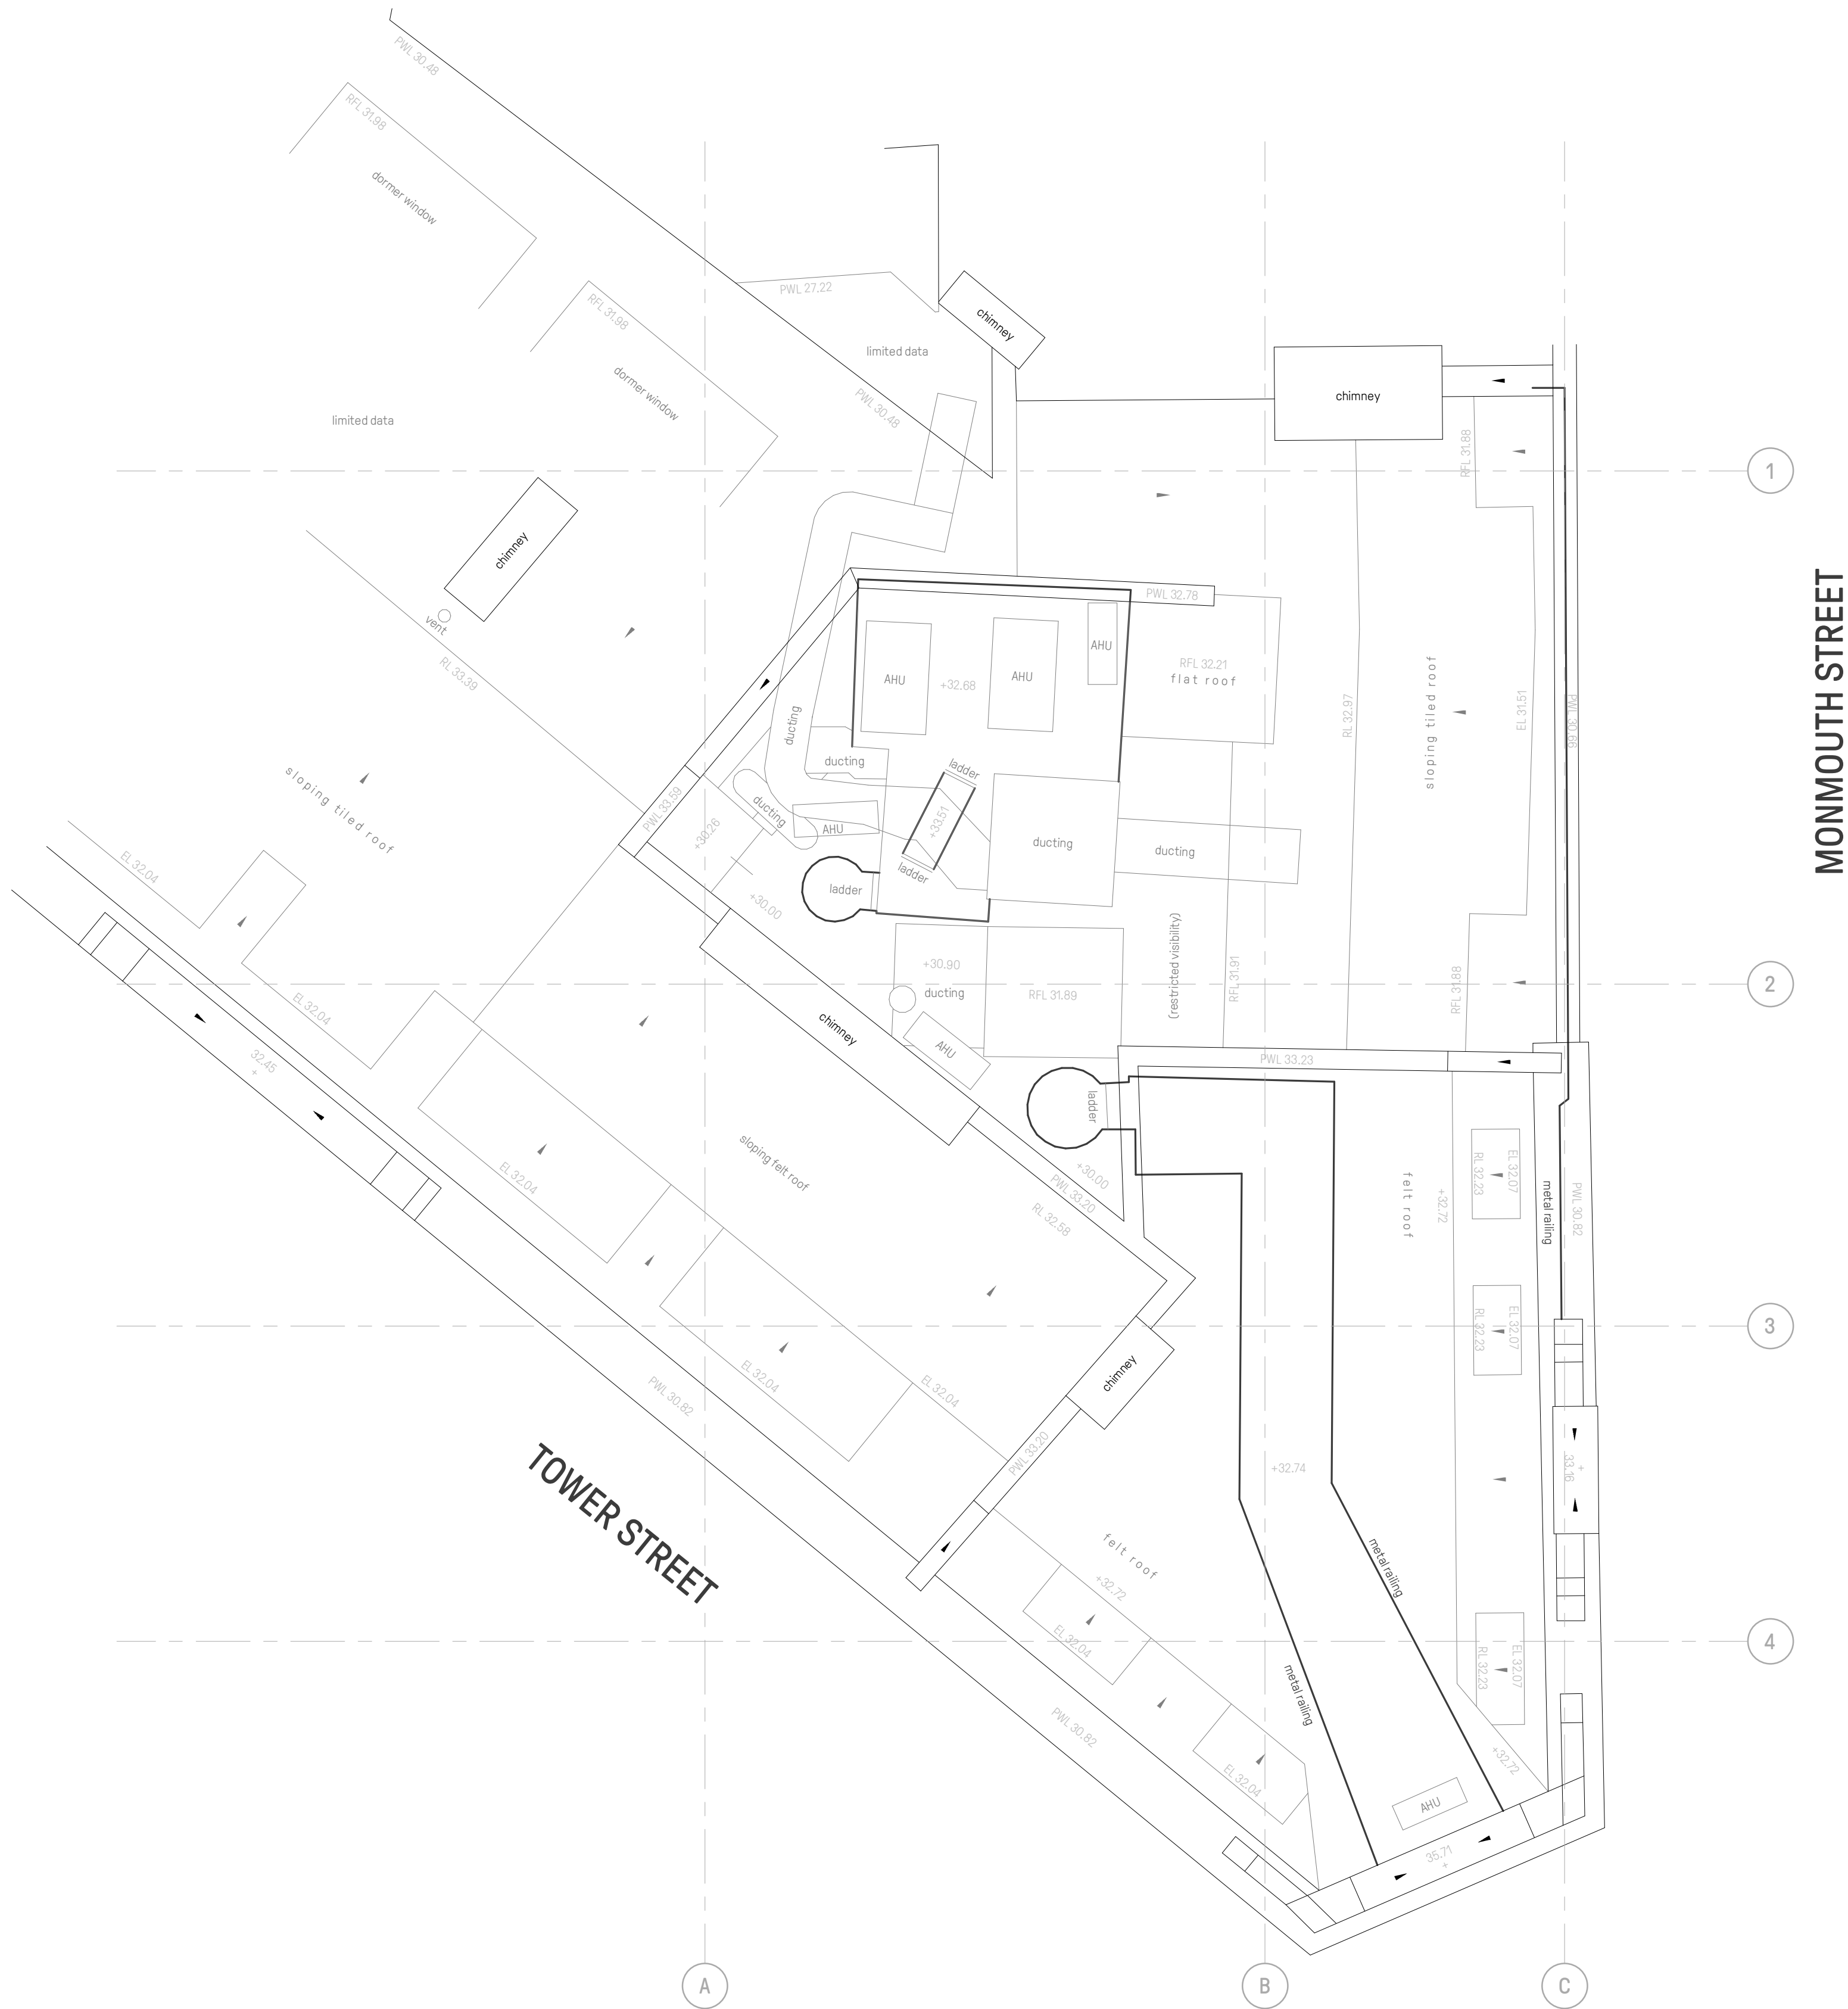 PWL 30.48
RFL 31.98
dormer window
RFL 31.98
dormer window
PWL 27.22
limited data
chimney
PWL 30.48
limited data
chimney
RFL 31.88
1
chimney
vent
RL 33.39
PWL 32.78
AHU
AHU
AHU
+32.68
RFL 32.21
flat roof
RL 32.97
sloping tiled roof
EL 31.51
PWL 30.66
MONMOUTH STREET
ducting
ducting
ladder
ducting
AHU
+33.51
ducting
ducting
PWL 33.59
+30.26
sloping tiled roof
EL 32.04
ladder
ladder
+30.00
(restricted visibility)
+30.90
ducting
RFL 31.89
RFL 31.91
RFL 31.88
2
EL 32.04
32.45
+
chimney
AHU
PWL 33.23
ladder
sloping felt roof
EL 32.04
+30.00
PWL 33.20
RL 32.58
felt roof
+32.72
RL 32.23
EL 32.07
metal railing
PWL 30.82
RL 32.23
EL 32.07
3
chimney
EL 32.04
EL 32.04
PWL 30.82
PWL 33.20
+32.74
33.16
+
TOWER STREET
felt roof
+32.72
metal railing
EL 32.04
4
RL 32.23
EL 32.07
metal railing
PWL 30.82
EL 32.04
+32.72
AHU
35.71
+
A
B
C